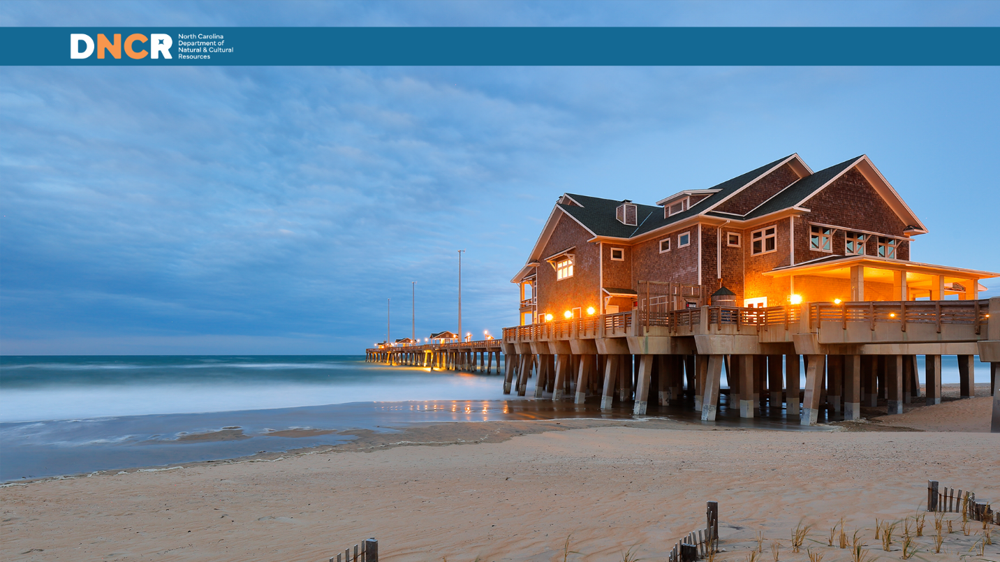 DNCR
North Carolina
Department of
Natural & Cultural
Resources